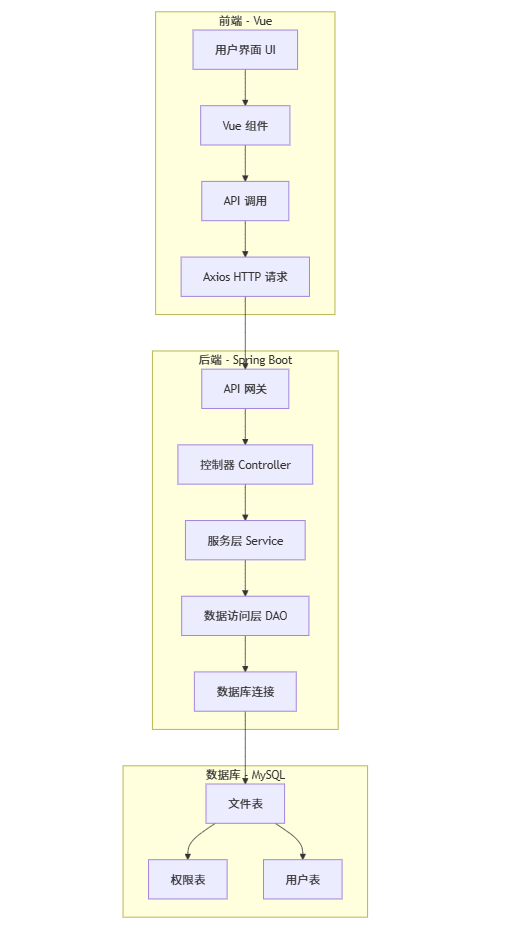 前端 - Vue
用户界面 UI
Vue 组件
API 调用
Axios HTTP 请求
后端 - Spring Boot
API 网关
控制器 Controller
服务层 Service
数据访问层 DAO
数据库连接
数据库 - MySQL
文件表
权限表
用户表